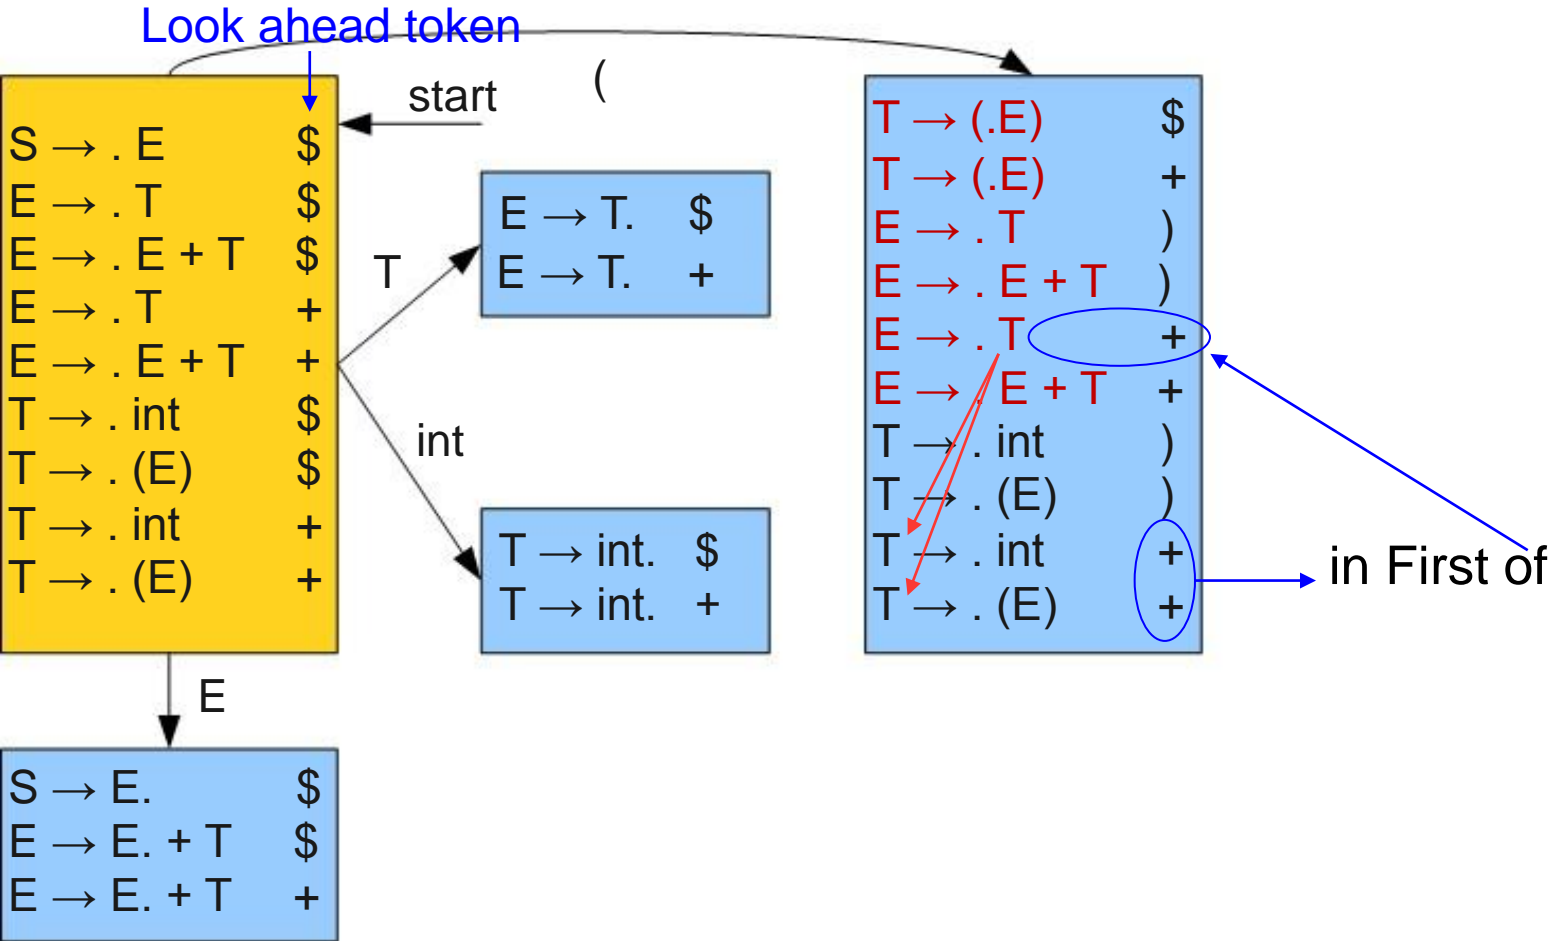 Look ahead token
start
(
S → . E $
E → . T $
E → . E + T $
E → . T +
E → . E + T +
T → . int $
T → . (E) $
T → . int +
T → . (E) +
T
E → T. $
E → T. +
int
T → int. $
T → int. +
T → (.E) $
T → (.E) +
E → . T )
E → . E + T )
E → . T +
E → . E + T +
T → . int )
T → . (E) )
T → . int +
T → . (E) +
in First of
E
S → E. $
E → E. + T $
E → E. + T +